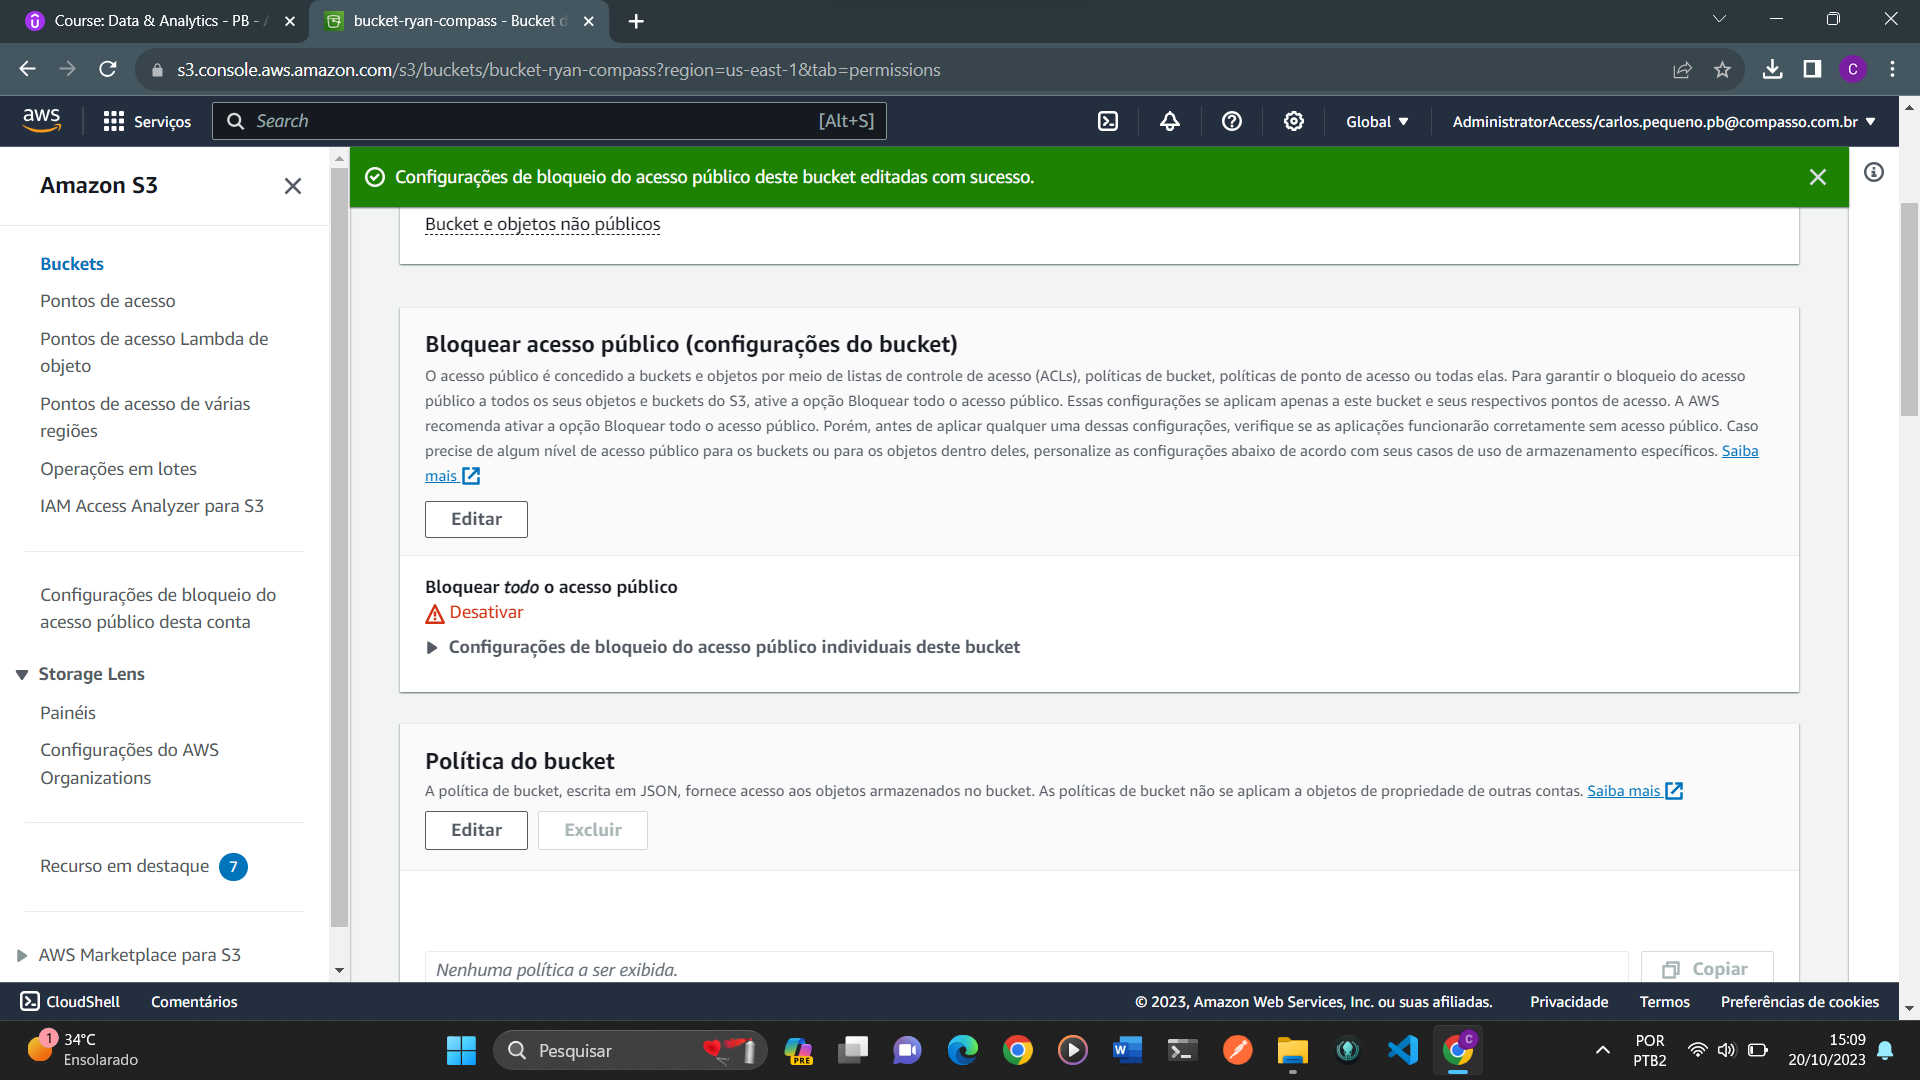 Course: Data & Analytics - PB - A
bucket-ryan-compass - Bucket d
s3.console.aws.amazon.com/s3/buckets/bucket-ryan-compass?region=us-east-1&tab=permissions
C
aws
Serviços
Search
[Alt+S]
Global
AdministratorAccess/carlos.pequeno.pb@compasso.com.br
Amazon S3
Buckets
Pontos de acesso
Pontos de acesso Lambda de
objeto
Pontos de acesso de várias
regiões
Operações em lotes
IAM Access Analyzer para S3
Configurações de bloqueio do
acesso público desta conta
Storage Lens
Painéis
Configurações do AWS
Organizations
Recurso em destaque 7
AWS Marketplace para S3
Configurações de bloqueio do acesso público deste bucket editadas com sucesso.
Bucket e objetos não públicos
Bloquear acesso público (configurações do bucket)
O acesso público é concedido a buckets e objetos por meio de listas de controle de acesso (ACLs), políticas de bucket, políticas de ponto de acesso ou todas elas. Para garantir o bloqueio do acesso
público a todos os seus objetos e buckets do S3, ative a opção Bloquear todo o acesso público. Essas configurações se aplicam apenas a este bucket e seus respectivos pontos de acesso. A AWS
recomenda ativar a opção Bloquear todo o acesso público. Porém, antes de aplicar qualquer uma dessas configurações, verifique se as aplicações funcionarão corretamente sem acesso público. Caso
precise de algum nível de acesso público para os buckets ou para os objetos dentro deles, personalize as configurações abaixo de acordo com seus casos de uso de armazenamento específicos. Saiba
mais
Editar
Bloquear todo o acesso público
Desativar
Configurações de bloqueio do acesso público individuais deste bucket
Política do bucket
A política de bucket, escrita em JSON, fornece acesso aos objetos armazenados no bucket. As políticas de bucket não se aplicam a objetos de propriedade de outras contas. Saiba mais
Editar
Excluir
Nenhuma política a ser exibida.
Copiar
CloudShell
Comentários
© 2023, Amazon Web Services, Inc. ou suas afiliadas.
Privacidade
Termos
Preferências de cookies
1
34°C
Ensolarado
Pesquisar
PRE
W
C
POR
PTB2
15:09
20/10/2023